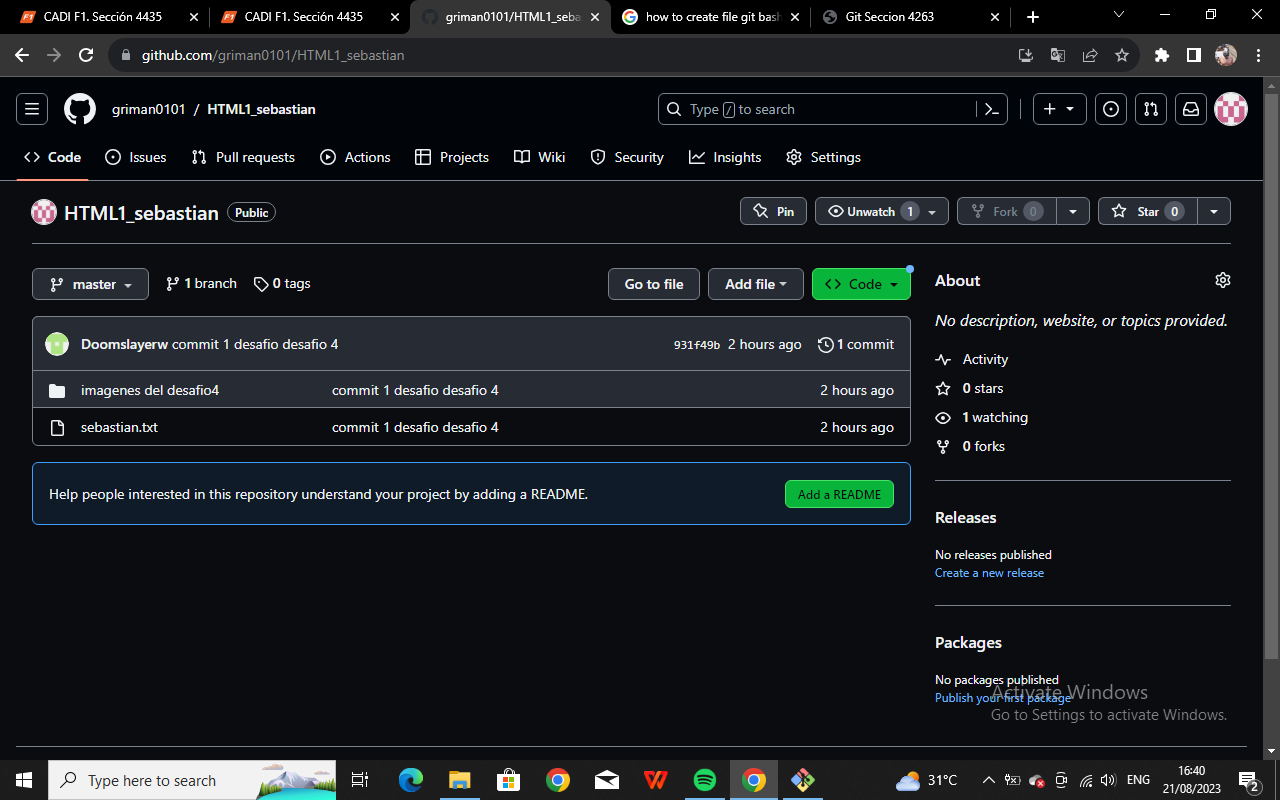 CADI F1. Sección 4435
CADI F1. Sección 4435
griman0101/HTML1_seba
how to create file git bash
Git Seccion 4263
github.com/griman0101/HTML1_sebastian
griman0101 / HTML1_sebastian
Type / to search
Code
Issues
Pull requests
Actions
Projects
Wiki
Security
Insights
Settings
HTML1_sebastian
Public
Pin
Unwatch 1
Fork 0
Star 0
master
1 branch
0 tags
Go to file
Add file
Code
Doomslayerw commit 1 desafio desafio 4
931f49b 2 hours ago
1 commit
imagenes del desafio4
commit 1 desafio desafio 4
2 hours ago
sebastian.txt
commit 1 desafio desafio 4
2 hours ago
Help people interested in this repository understand your project by adding a README.
Add a README
About
No description, website, or topics provided.
Activity
0 stars
1 watching
0 forks
Releases
No releases published
Create a new release
Packages
No packages published
Publish your first package
Activate Windows
Go to Settings to activate Windows.
Type here to search
31°C
ENG
16:40
21/08/2023
2